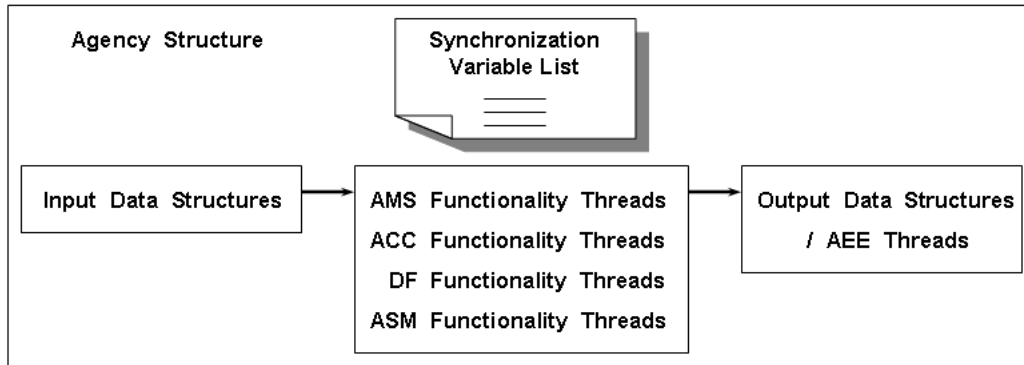 Agency Structure
Synchronization
Variable List
Input Data Structures
AMS Functionality Threads
ACC Functionality Threads
DF Functionality Threads
ASM Functionality Threads
Output Data Structures
/ AEE Threads